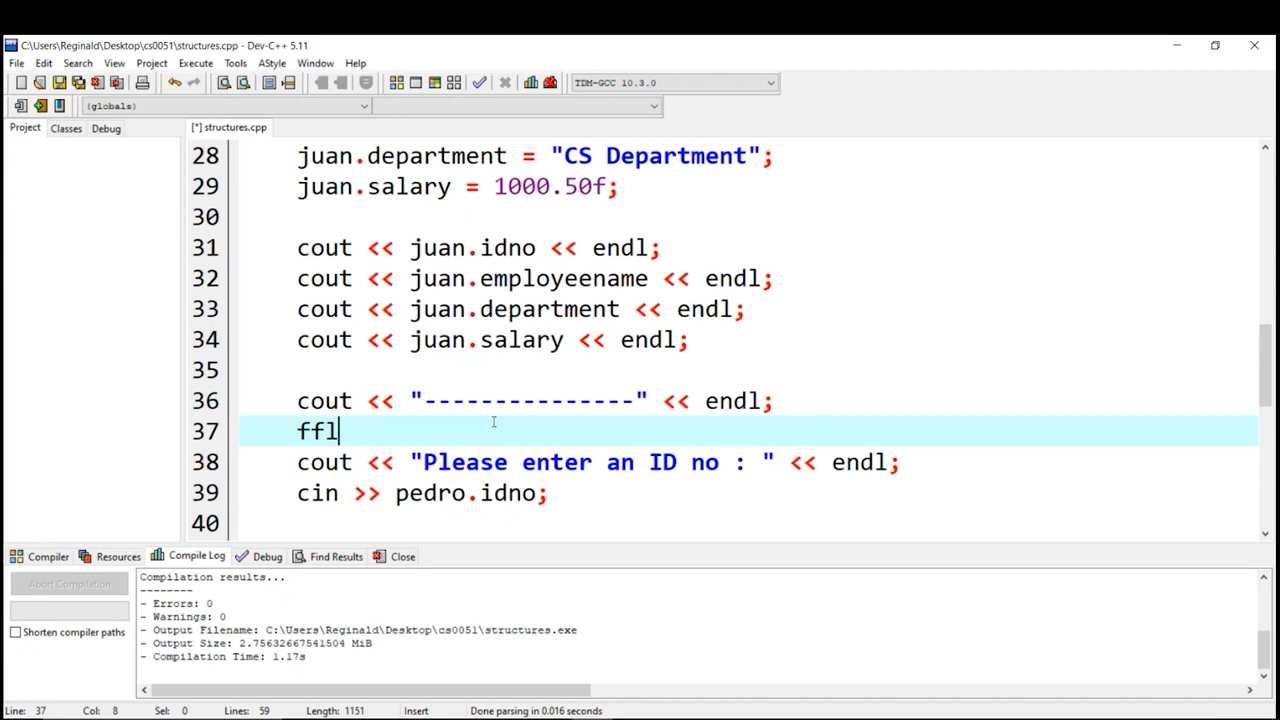 C:\Users\Reginald\Desktop\cs0051\structures.cpp - Dev-C++ 5.11
File Edit Search View Project Execute Tools AStyle Window Help
TDM-GCC 10.3.0
(globals)
Project Classes Debug [*] structures.cpp
28 juan.department = "CS Department";
29 juan.salary = 1000.50f;
30
31 cout << juan.idno << endl;
32 cout << juan.employeename << endl;
33 cout << juan.department << endl;
34 cout << juan.salary << endl;
35
36 cout << "---------------" << endl;
37 ffl
38 cout << "Please enter an ID no : " << endl;
39 cin >> pedro.idno;
40
Compiler Resources Compile Log Debug Find Results Close
Abort Compilation
Shorten compiler paths
Compilation results...
--------
- Errors: 0
- Warnings: 0
- Output Filename: C:\Users\Reginald\Desktop\cs0051\structures.exe
- Output Size: 2.75632667541504 MiB
- Compilation Time: 1.17s
Line: 37 Col: 8 Sel: 0 Lines: 59 Length: 1151 Insert Done parsing in 0.016 seconds